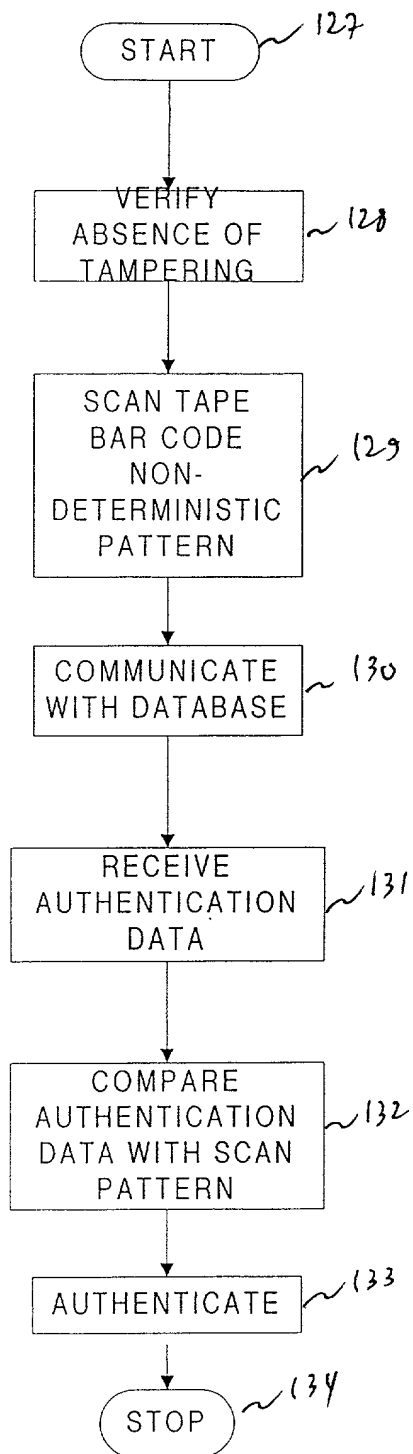 START
127
VERIFY
ABSENCE OF
TAMPERING
128
SCAN TAPE
BAR CODE
NON-
DETERMINISTIC
PATTERN
129
COMMUNICATE
WITH DATABASE
130
RECEIVE
AUTHENTICATION
DATA
131
COMPARE
AUTHENTICATION
DATA WITH SCAN
PATTERN
132
AUTHENTICATE
133
STOP
134